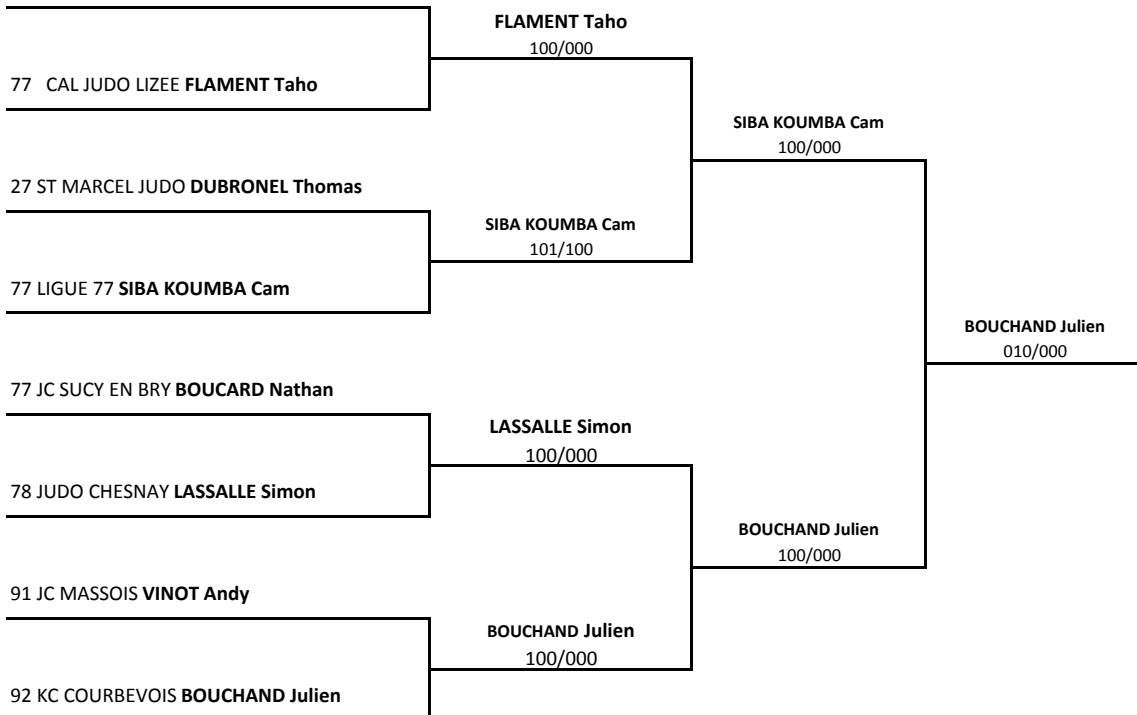 FLAMENT Taho
100/000
77 CAL JUDO LIZEE FLAMENT Taho
SIBA KOUMBA Cam
100/000
27 ST MARCEL JUDO DUBRONEL Thomas
SIBA KOUMBA Cam
101/100
77 LIGUE 77 SIBA KOUMBA Cam
BOUCHAND Julien
010/000
77 JC SUCY EN BRY BOUCARD Nathan
LASSALLE Simon
100/000
78 JUDO CHESNAY LASSALLE Simon
BOUCHAND Julien
100/000
91 JC MASSOIS VINOT Andy
BOUCHAND Julien
100/000
92 KC COURBEVOIS BOUCHAND Julien